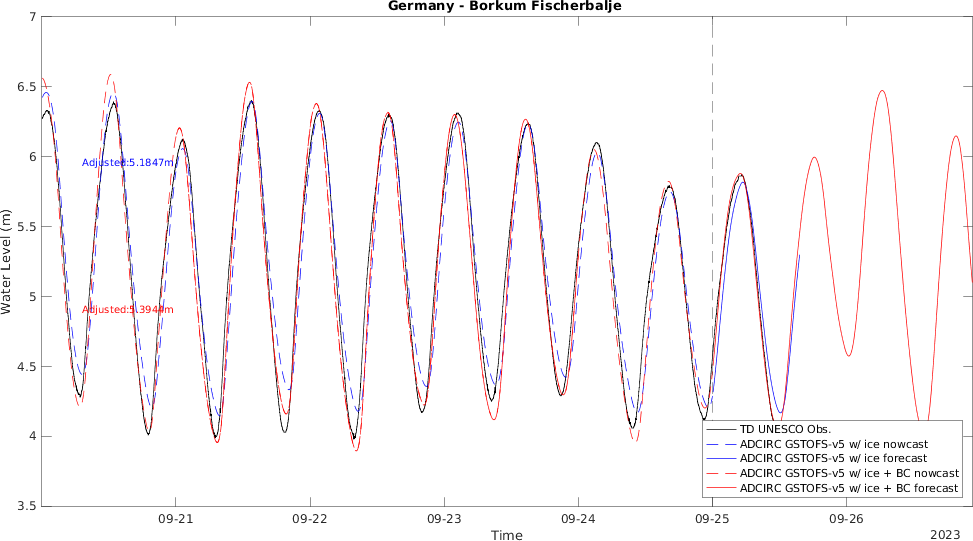 Germany - Borkum Fischerbalje
7
6.5
6
5.5
5
4.5
4
3.5
Water Level (m)
Adjusted:5.1847m
Adjusted:5.3944m
TD UNESCO Obs.
ADCIRC GSTOFS-v5 w/ ice nowcast
ADCIRC GSTOFS-v5 w/ ice forecast
ADCIRC GSTOFS-v5 w/ ice + BC nowcast
ADCIRC GSTOFS-v5 w/ ice + BC forecast
09-21 09-22 09-23 09-24 09-25 09-26
Time
2023